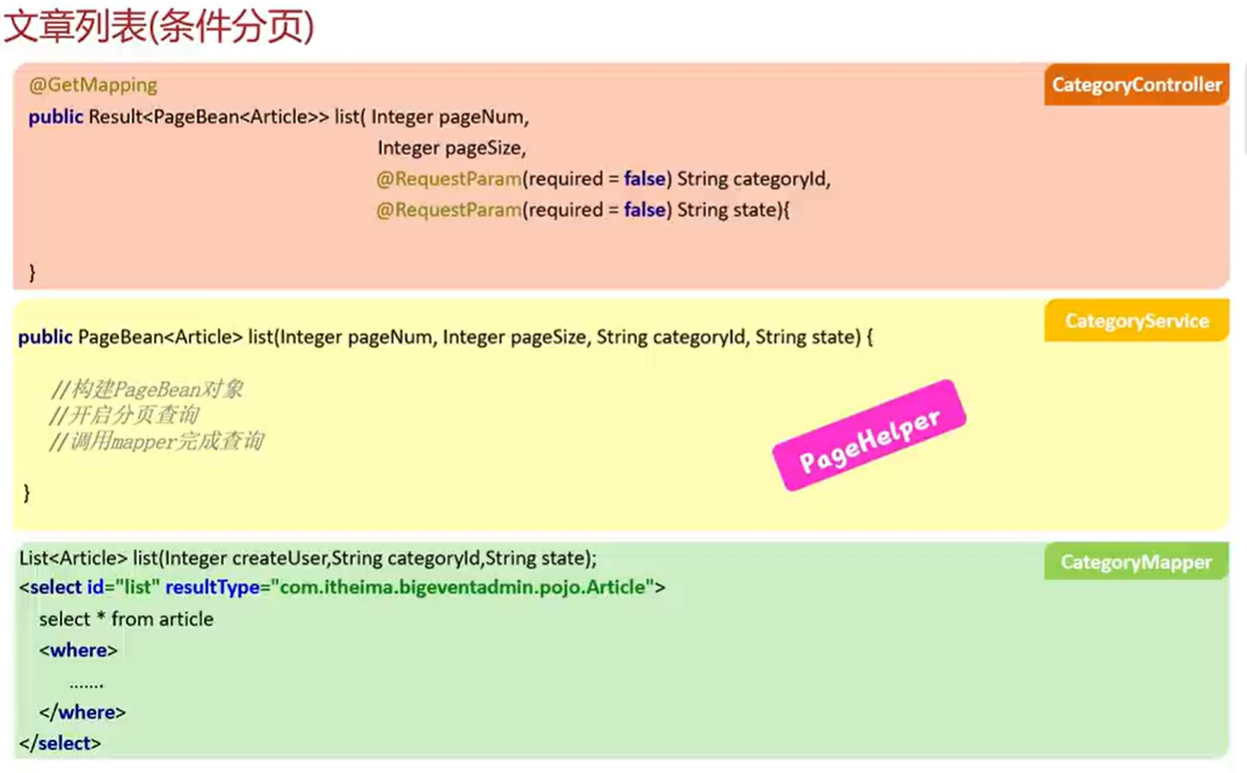 文章列表(条件分页)
CategoryController
@GetMapping
public Result<PageBean<Article>> list( Integer pageNum,
Integer pageSize,
@RequestParam(required = false) String categoryId,
@RequestParam(required = false) String state){
}
CategoryService
public PageBean<Article> list(Integer pageNum, Integer pageSize, String categoryId, String state) {
//构建PageBean对象
//开启分页查询
//调用mapper完成查询
PageHelper
}
CategoryMapper
List<Article> list(Integer createUser,String categoryId,String state);
<select id="list" resultType="com.itheima.bigeventadmin.pojo.Article">
select * from article
<where>
.......
</where>
</select>